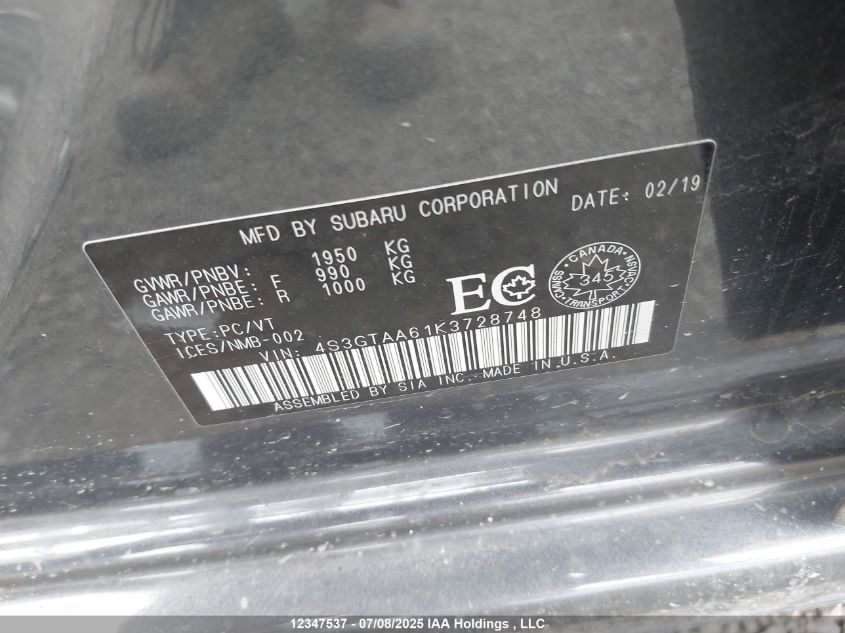 MFD BY SUBARU CORPORATION DATE: 02/19
GVWR/PNBV: 1950 KG
GAWR/PNBE: F 990 KG
GAWR/PNBE: R 1000 KG
EC
CANADA
345
TRANSPORT
CMVSS NSVAC
TYPE:PC/VT
ICES/NMB-002
VIN: 4S3GTAA61K3728748
ASSEMBLED BY SIA INC. MADE IN U.S.A.
12347537 - 07/08/2025 IAA Holdings , LLC